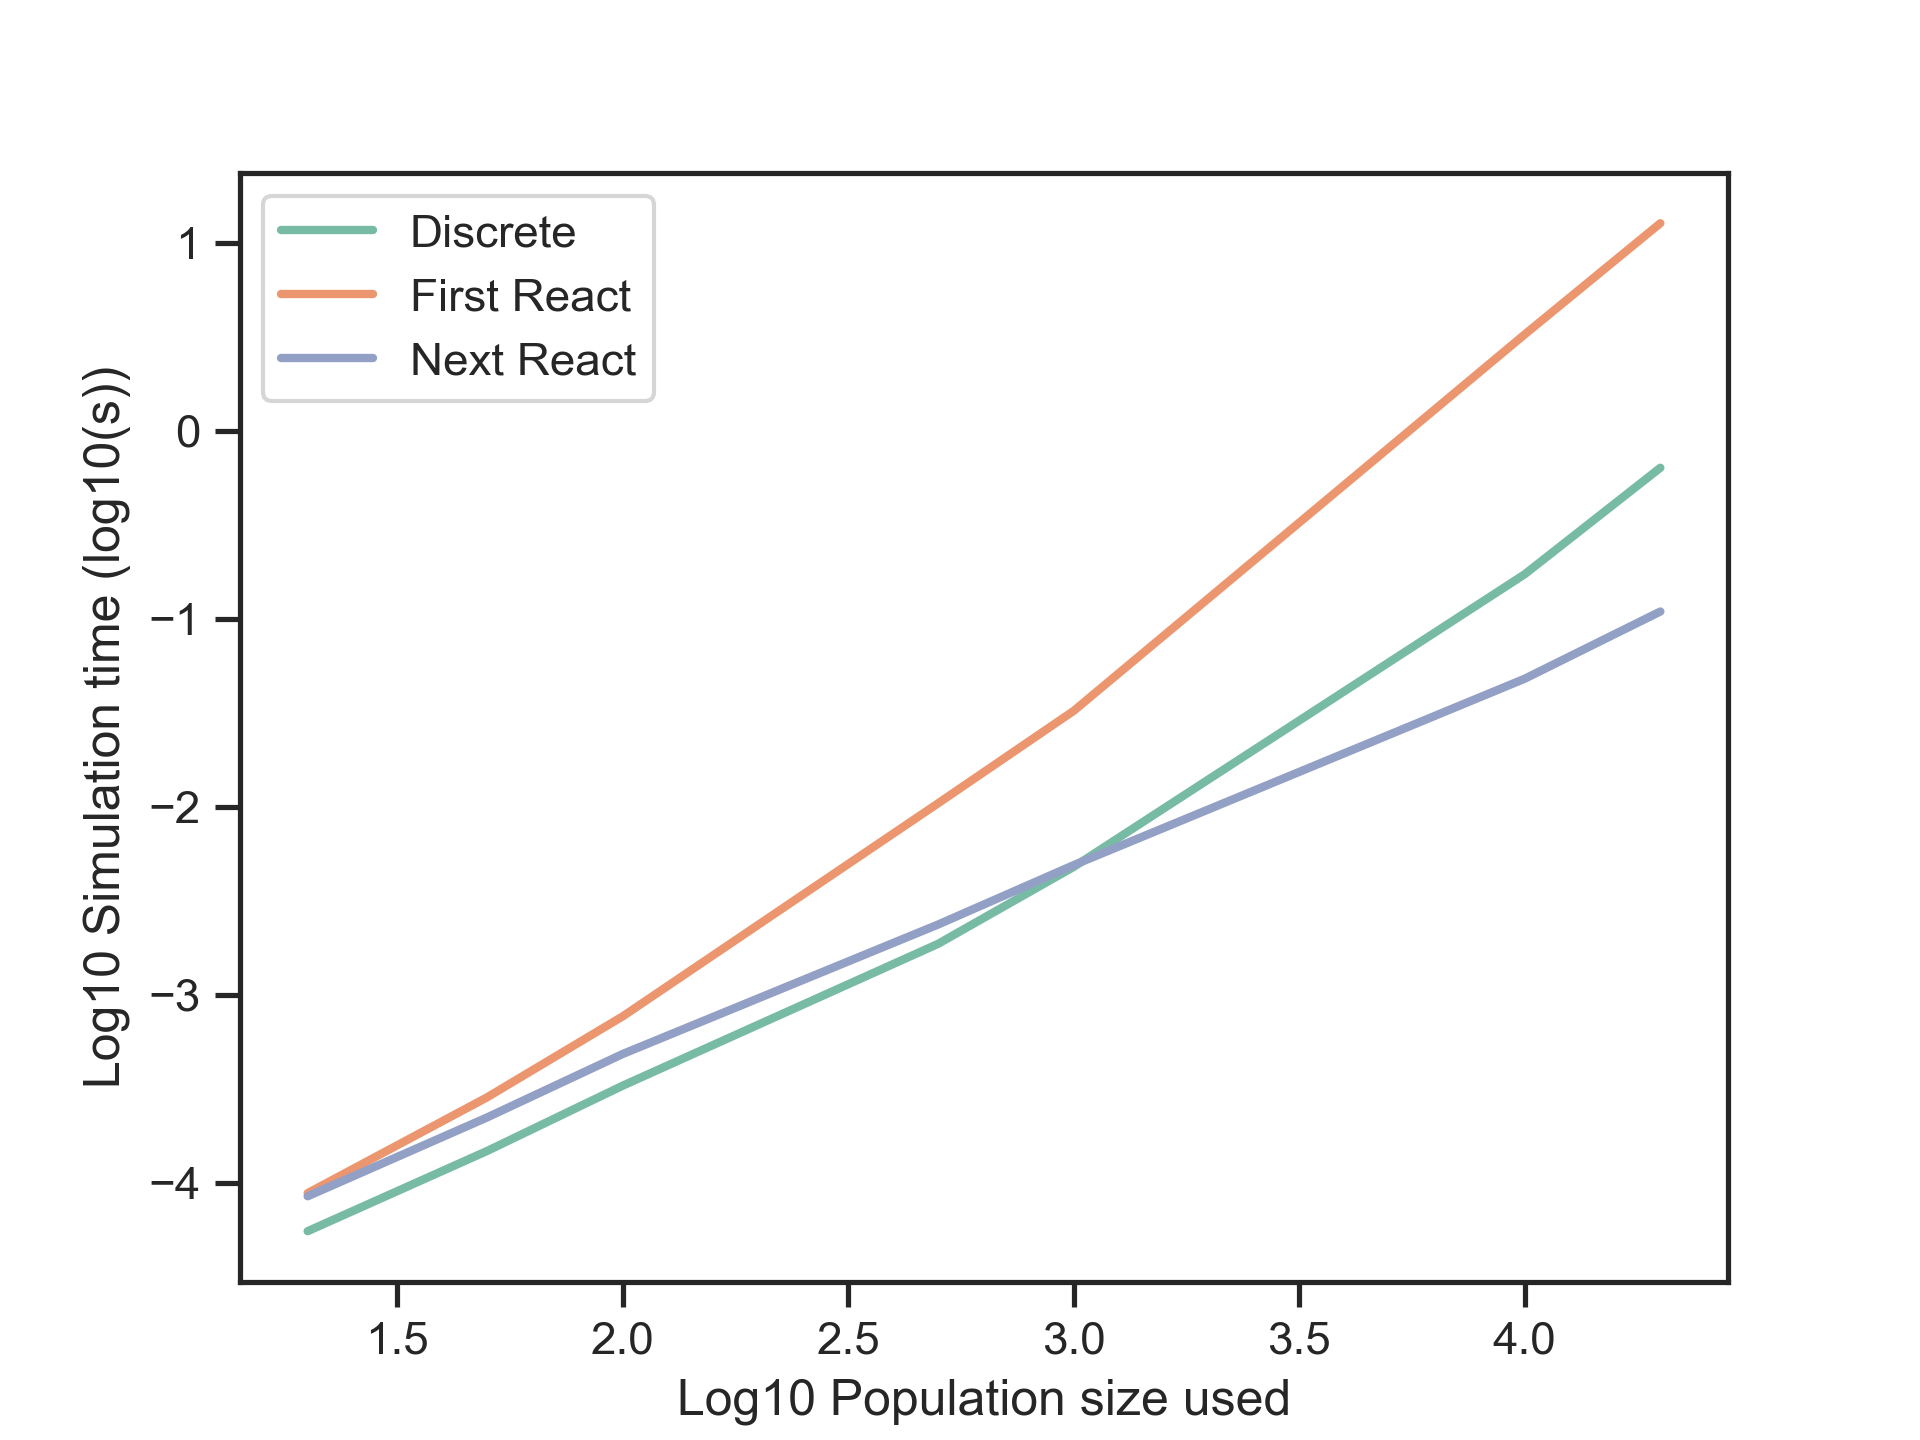 Discrete
First React
Next React
1
0
−1
−2
−3
−4
Log10 Simulation time (log10(s))
1.5 2.0 2.5 3.0 3.5 4.0
Log10 Population size used